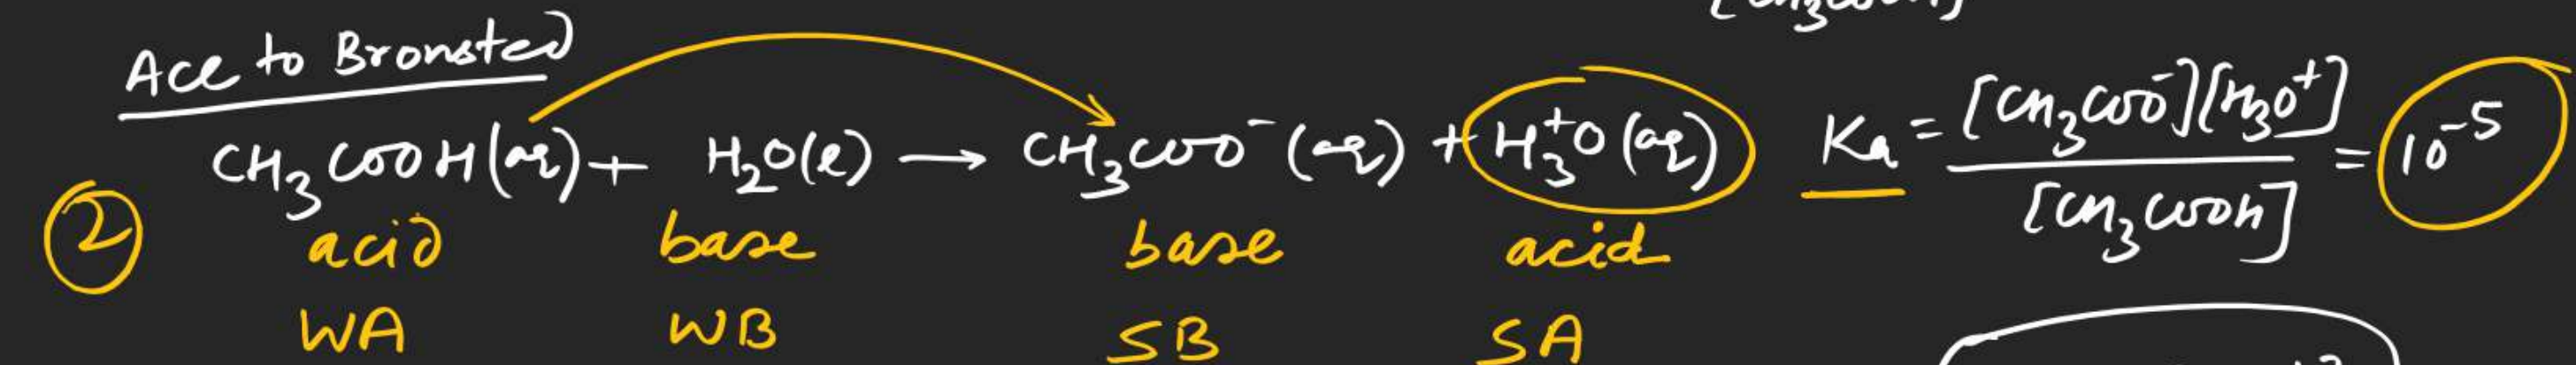 Acc to Bronsted
CH₃COOH(aq) + H₂O(l) → CH₃COO⁻(aq) + H₃⁺O(aq) Ka = [CH₃COO⁻][H₃O⁺] / [CH₃COOH] = 10⁻⁵
② acid base base acid
WA WB SB SA